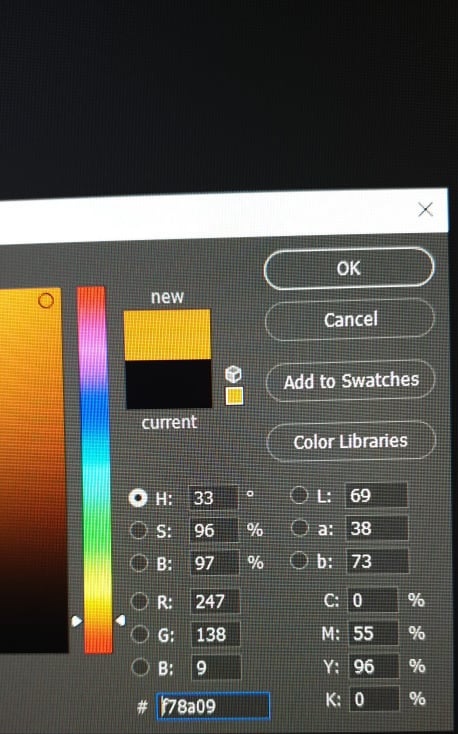 OK
new
Cancel
Add to Swatches
current
Color Libraries
H: 33 ° L: 69
S: 96 % a: 38
B: 97 % b: 73
R: 247 C: 0 %
G: 138 M: 55 %
B: 9 Y: 96 %
# f78a09 K: 0 %